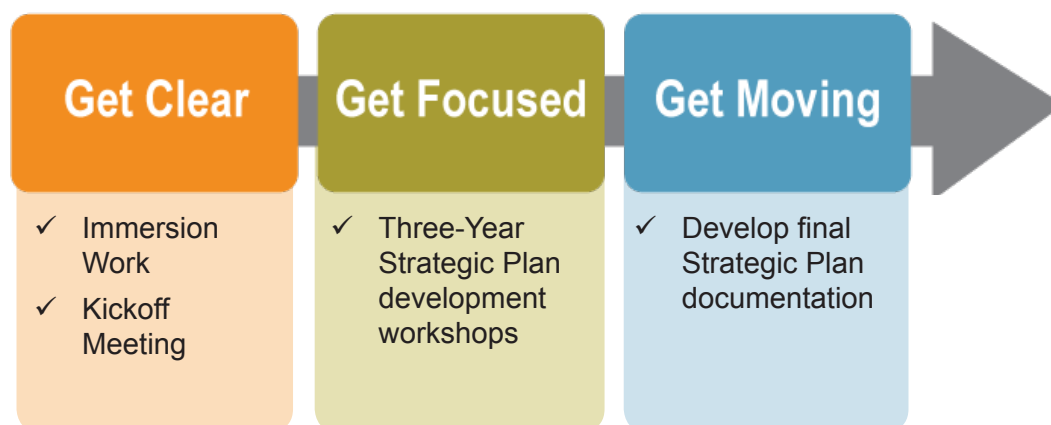 Get Clear
Get Focused
Get Moving
✓ Immersion
Work
✓ Kickoff
Meeting
✓ Three-Year
Strategic Plan
development
workshops
✓ Develop final
Strategic Plan
documentation